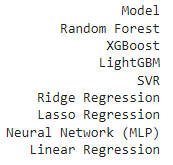 Model
Random Forest
XGBoost
LightGBM
SVR
Ridge Regression
Lasso Regression
Neural Network (MLP)
Linear Regression